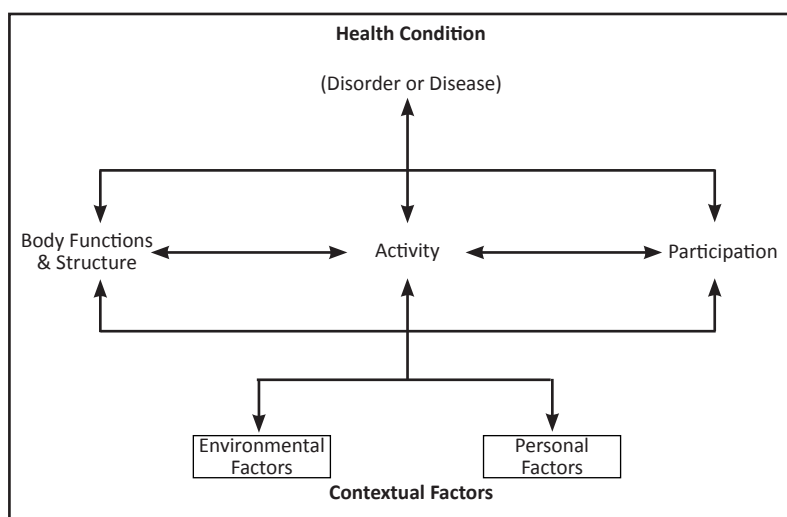 Health Condition
(Disorder or Disease)
Body Functions
& Structure
Activity
Participation
Environmental
Factors
Personal
Factors
Contextual Factors